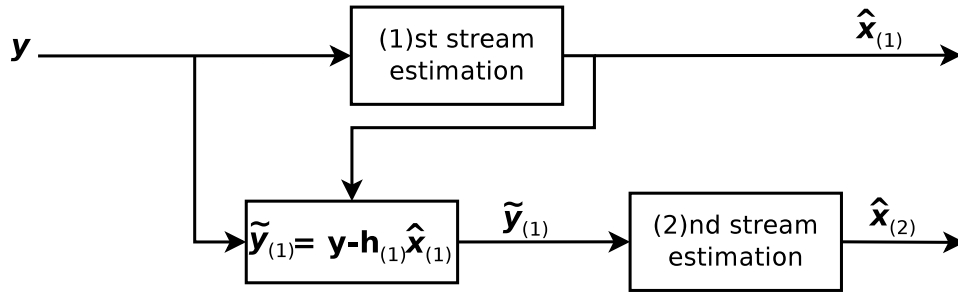 y
(1)st stream
estimation
x̂(1)
ỹ(1)= y-h(1)x̂(1)
ỹ(1)
(2)nd stream
estimation
x̂(2)